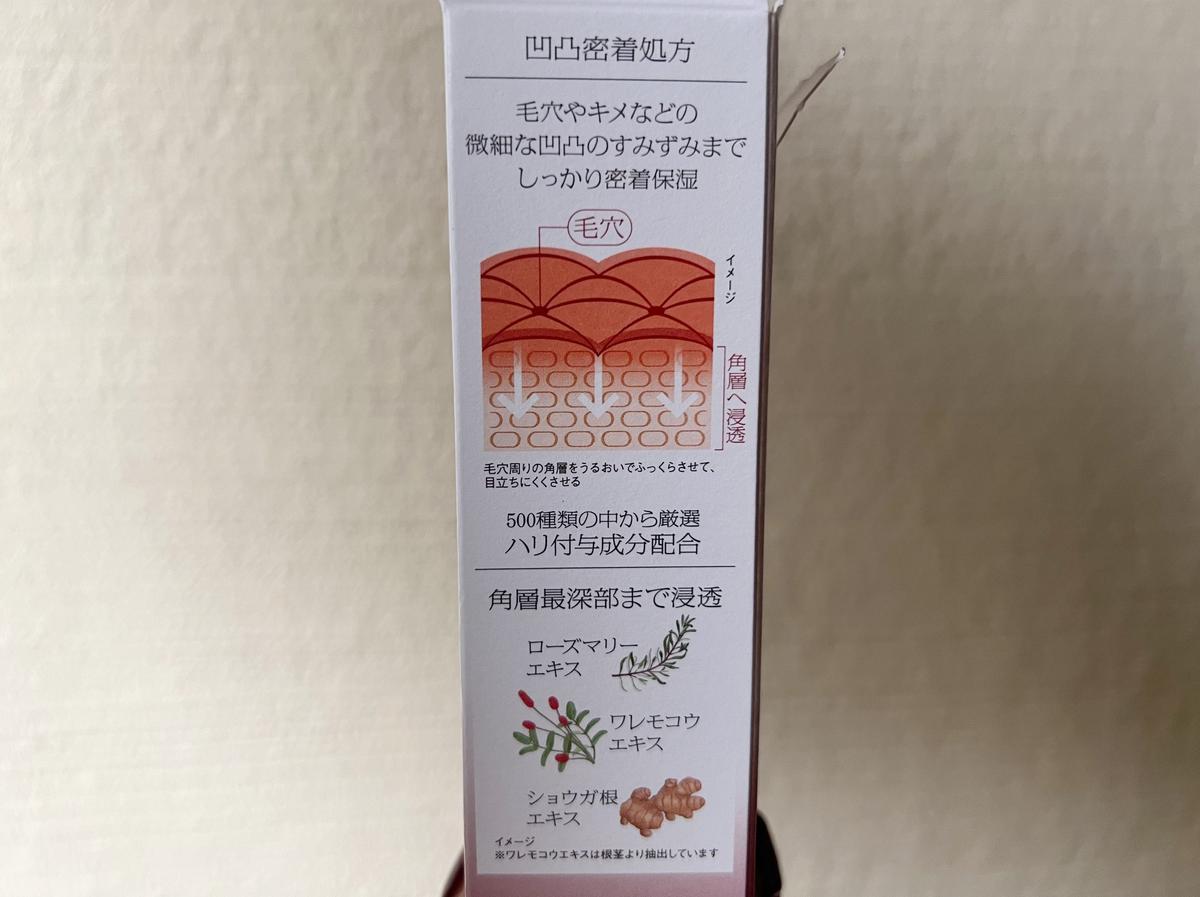 凹凸密着処方
毛穴やキメなどの
微細な凹凸のすみずみまで
しっかり密着保湿
毛穴
イメージ
角層へ浸透
毛穴周りの角層をうるおいでふっくらさせて、
目立ちにくくさせる
500種類の中から厳選
ハリ付与成分配合
角層最深部まで浸透
ローズマリー
エキス
ワレモコウ
エキス
ショウガ根
エキス
イメージ
※ワレモコウエキスは根茎より抽出しています